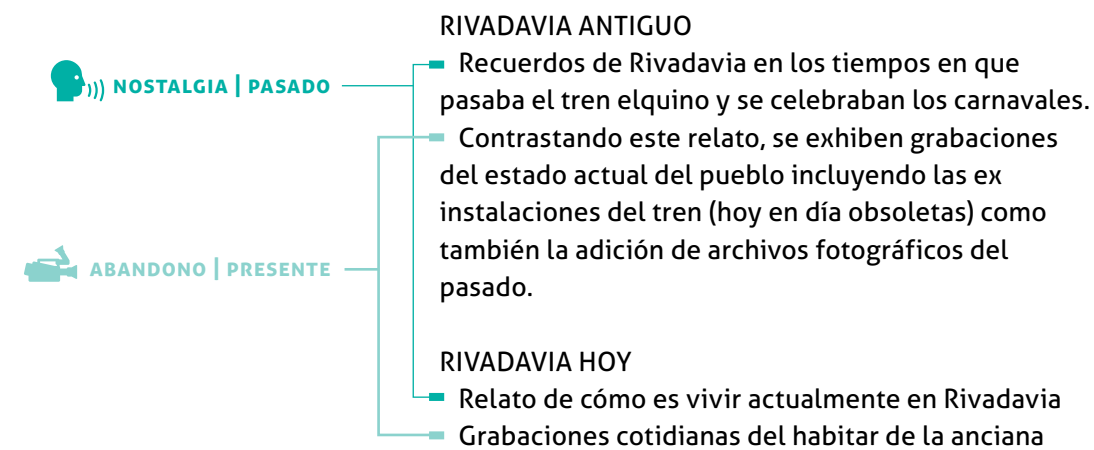 RIVADAVIA ANTIGUO
Recuerdos de Rivadavia en los tiempos en que
NOSTALGIA | PASADO
pasaba el tren elquino y se celebraban los carnavales.
Contrastando este relato, se exhiben grabaciones
del estado actual del pueblo incluyendo las ex
instalaciones del tren (hoy en día obsoletas) como
también la adición de archivos fotográficos del
ABANDONO | PRESENTE
pasado.
RIVADAVIA HOY
Relato de cómo es vivir actualmente en Rivadavia
Grabaciones cotidianas del habitar de la anciana